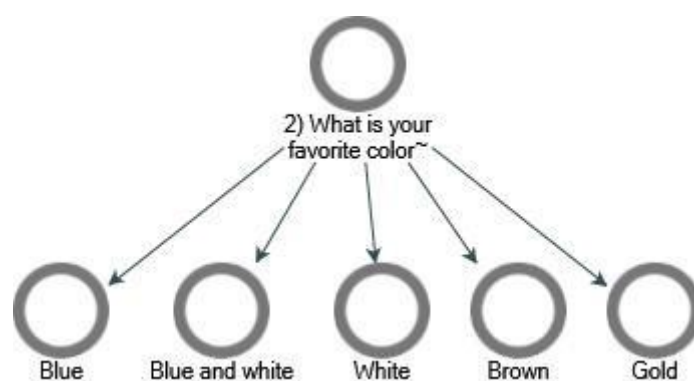 2) What is your
favorite color~
Blue
Blue and white
White
Brown
Gold